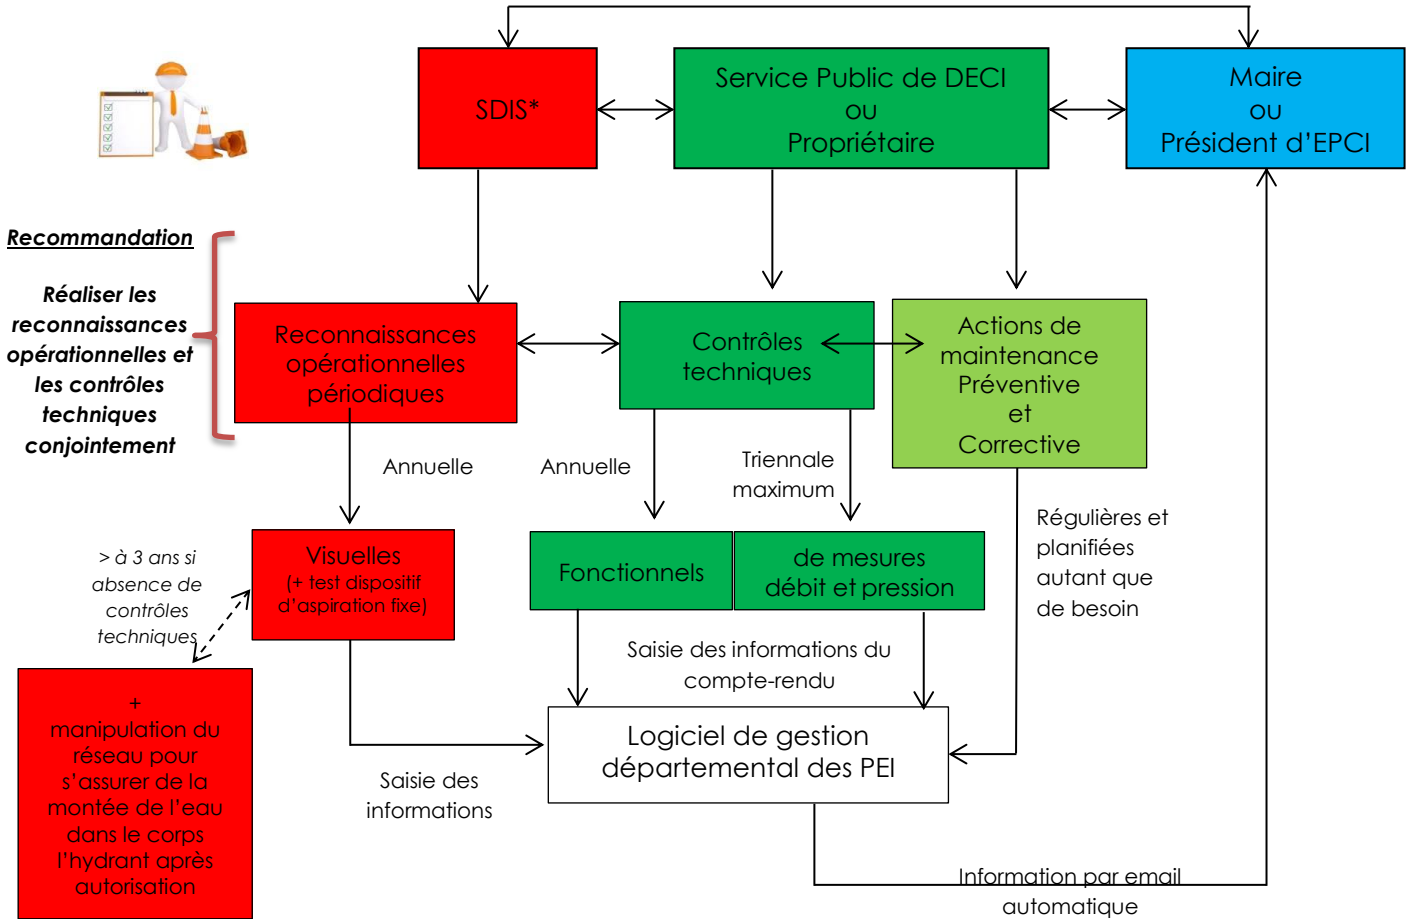 SDIS*
Service Public de DECI
ou
Propriétaire
Maire
ou
Président d’EPCI
Recommandation
Réaliser les
reconnaissances
opérationnelles et
les contrôles
techniques
conjointement
Reconnaissances
opérationnelles
périodiques
Contrôles
techniques
Actions de
maintenance
Préventive
et
Corrective
Annuelle
Annuelle
Triennale
maximum
Régulières et
planifiées
autant que
de besoin
> à 3 ans si
absence de
contrôles
techniques
Visuelles
(+ test dispositif
d’aspiration fixe)
Fonctionnels
de mesures
débit et pression
Saisie des informations du
compte-rendu
+
manipulation du
réseau pour
s’assurer de la
montée de l’eau
dans le corps
l’hydrant après
autorisation
Logiciel de gestion
départemental des PEI
Saisie des
informations
Information par email
automatique